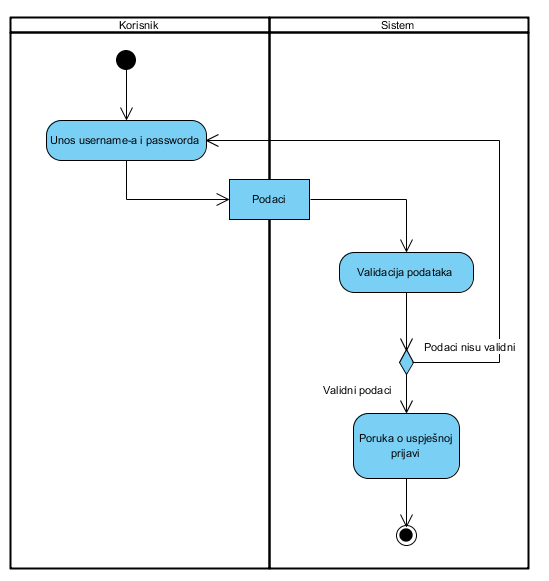 Korisnik
Sistem
Unos username-a i passworda
Podaci
Validacija podataka
Podaci nisu validni
Validni podaci
Poruka o uspješnoj
prijavi